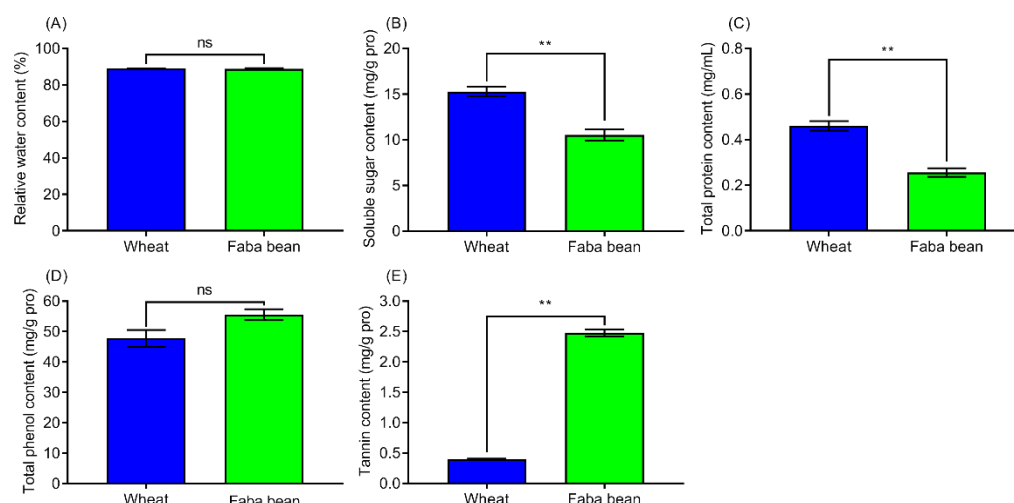 (A)
ns
Relative water content (%)
100
80
60
40
20
0
Wheat
Faba bean
(B)
**
Soluble sugar content (mg/g pro)
20
15
10
5
0
Wheat
Faba bean
(C)
**
Total protein content (mg/mL)
0.8
0.6
0.4
0.2
0.0
Wheat
Faba bean
(D)
ns
Total phenol content (mg/g pro)
60
50
40
30
20
10
0
Wheat
Faba bean
(E)
**
Tannin content (mg/g pro)
3.0
2.5
2.0
1.5
1.0
0.5
0.0
Wheat
Faba bean